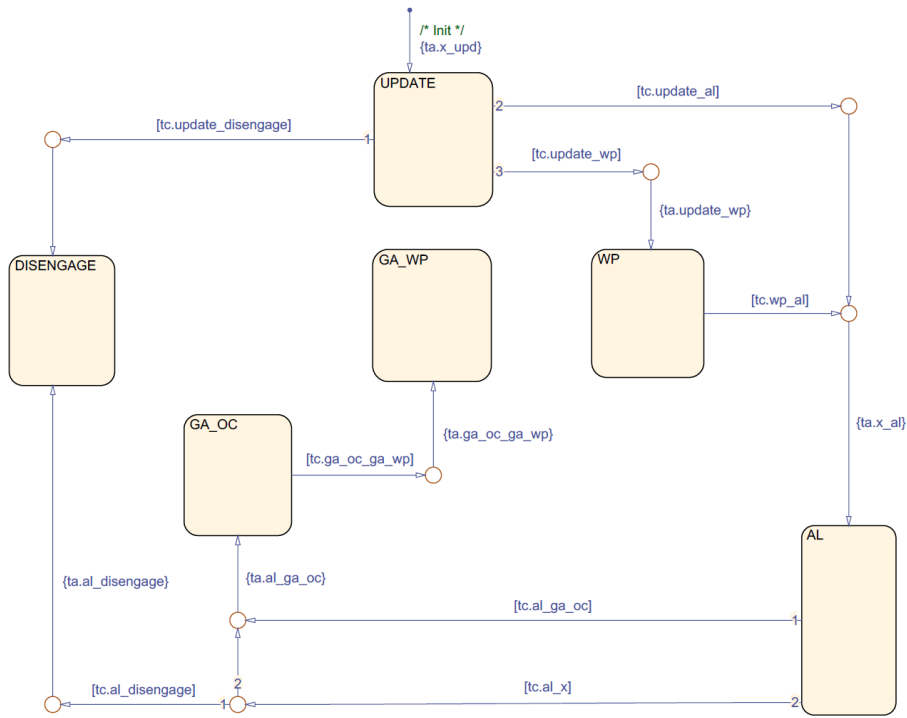 /* Init */
{ta.x_upd}
UPDATE
2
[tc.update_al]
[tc.update_disengage]
1
[tc.update_wp]
3
{ta.update_wp}
DISENGAGE
GA_WP
WP
[tc.wp_al]
GA_OC
{ta.x_al}
{ta.ga_oc_ga_wp}
[tc.ga_oc_ga_wp]
AL
{ta.al_disengage}
{ta.al_ga_oc}
[tc.al_ga_oc]
1
2
[tc.al_disengage]
1
[tc.al_x]
2